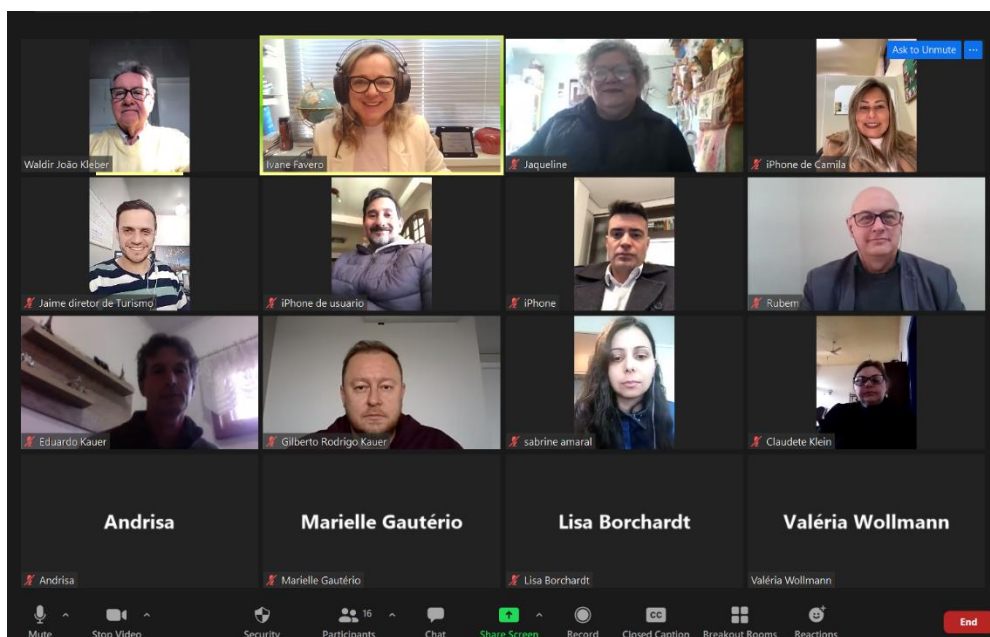 Ask to Unmute
Waldir João Kleber
Ivane Favero
Jaqueline
iPhone de Camila
Jaime diretor de Turismo
iPhone de usuario
iPhone
Rubem
Eduardo Kauer
Gilberto Rodrigo Kauer
sabrine amaral
Claudete Klein
Andrisa
Marielle Gautério
Lisa Borchardt
Valéria Wollmann
Andrisa
Marielle Gautério
Lisa Borchardt
Valéria Wollmann
16
CC
End
Mute
Stop Video
Security
Participants
Chat
Share Screen
Record
Closed Caption
Breakout Rooms
Reactions